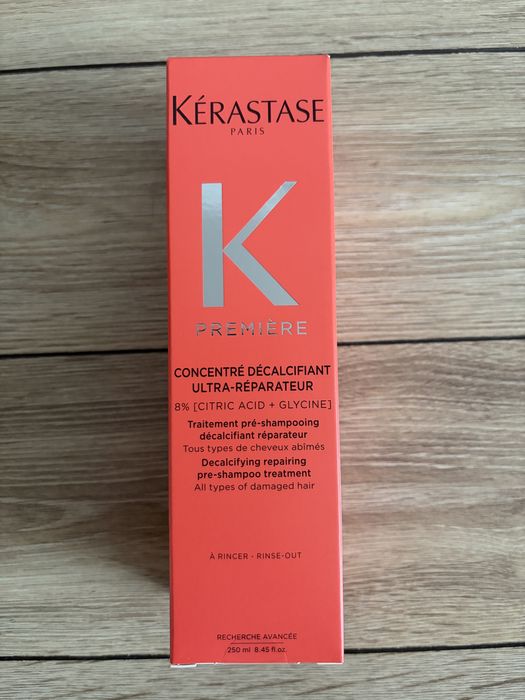 KÉRASTASE
PARIS
K
PREMIÈRE
CONCENTRÉ DÉCALCIFIANT
ULTRA-RÉPARATEUR
8% [CITRIC ACID + GLYCINE]
Traitement pré-shampooing
décalcifiant réparateur
Tous types de cheveux abîmés
Decalcifying repairing
pre-shampoo treatment
All types of damaged hair
À RINCER - RINSE-OUT
RECHERCHE AVANCÉE
250 ml 8.45 fl.oz.